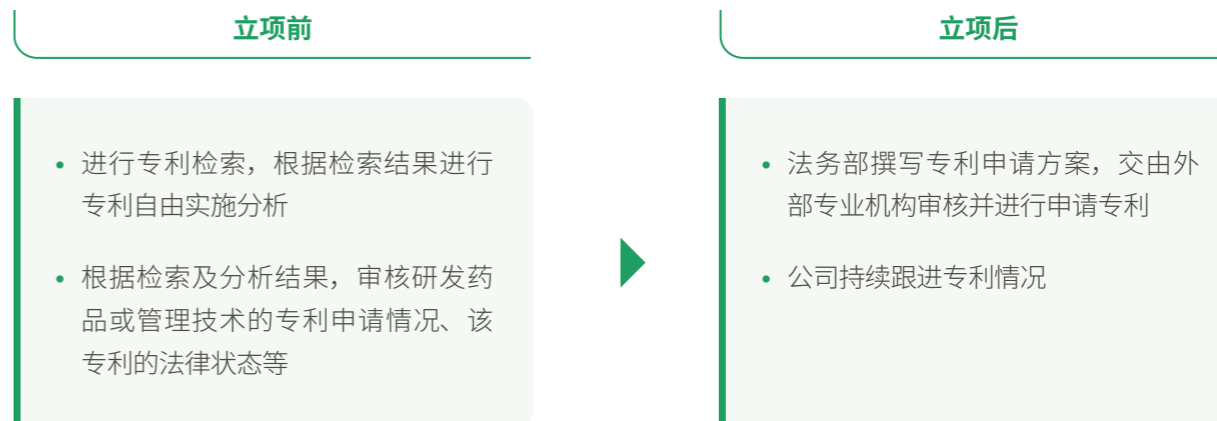 立项前
进行专利检索，根据检索结果进行
专利自由实施分析
根据检索及分析结果，审核研发药
品或管理技术的专利申请情况、该
专利的法律状态等
立项后
法务部撰写专利申请方案，交由外
部专业机构审核并进行申请专利
公司持续跟进专利情况